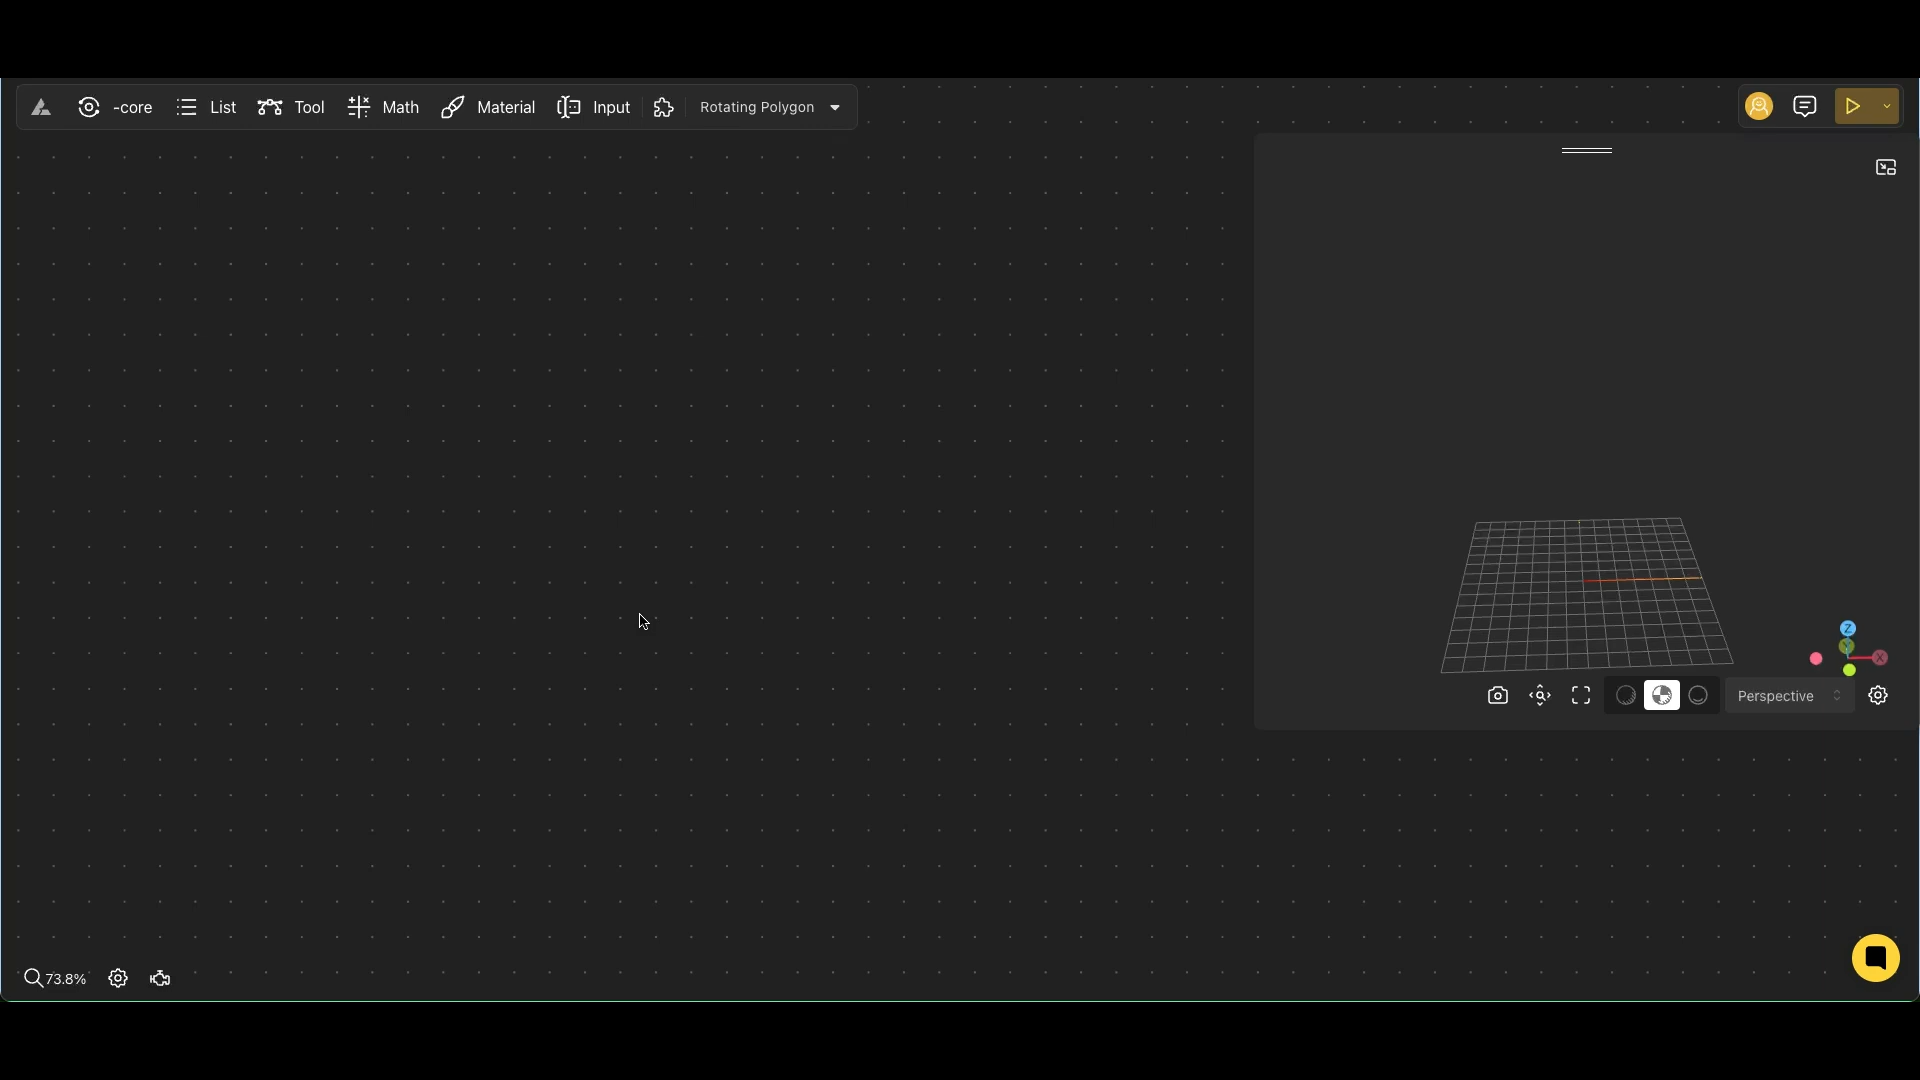 -core List Tool Math Material Input Rotating Polygon
Z
Y
X
Perspective
73.8%